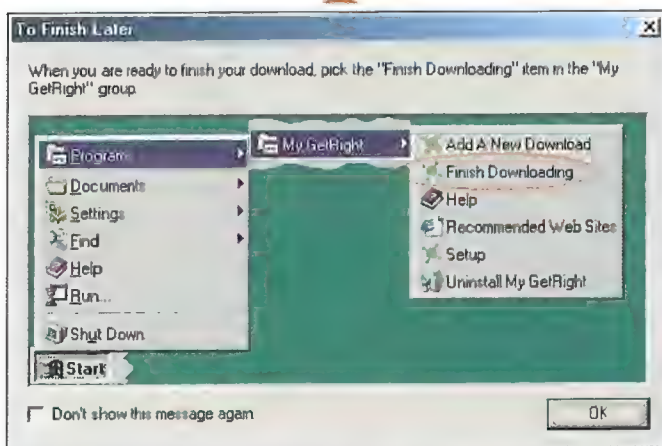 To Finish Later
When you are ready to finish your download, pick the "Finish Downloading" item in the "My
GetRight" group
Program
Documents
Settings
Find
Help
Run...
Shut Down
Start
My GetRight
Add A New Download
Finish Downloading
Help
Recommended Web Sites
Setup
Uninstall My GetRight
Don't show this message again
OK